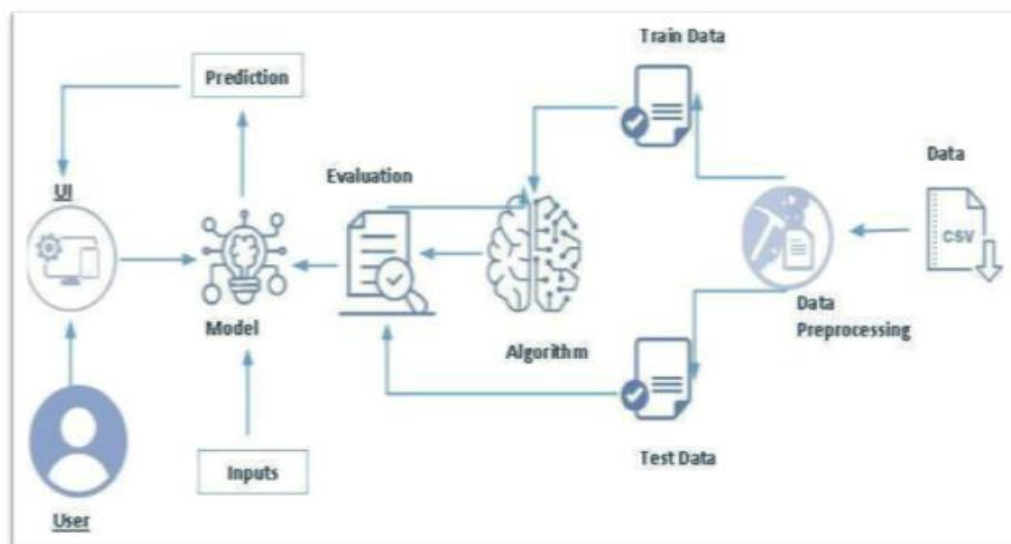 Train Data
Prediction
Data
Evaluation
UI
CSV
Model
Data
Preprocessing
Algorithm
Inputs
Test Data
User